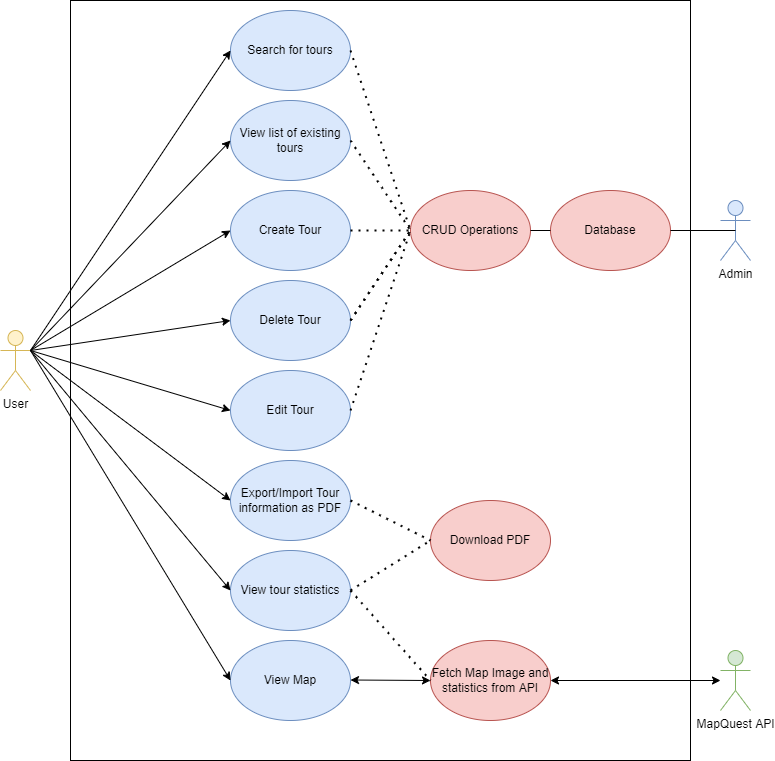 Search for tours
View list of existing
tours
Create Tour
CRUD Operations
Database
Admin
Delete Tour
User
Edit Tour
Export/Import Tour
information as PDF
Download PDF
View tour statistics
View Map
Fetch Map Image and
statistics from API
MapQuest API